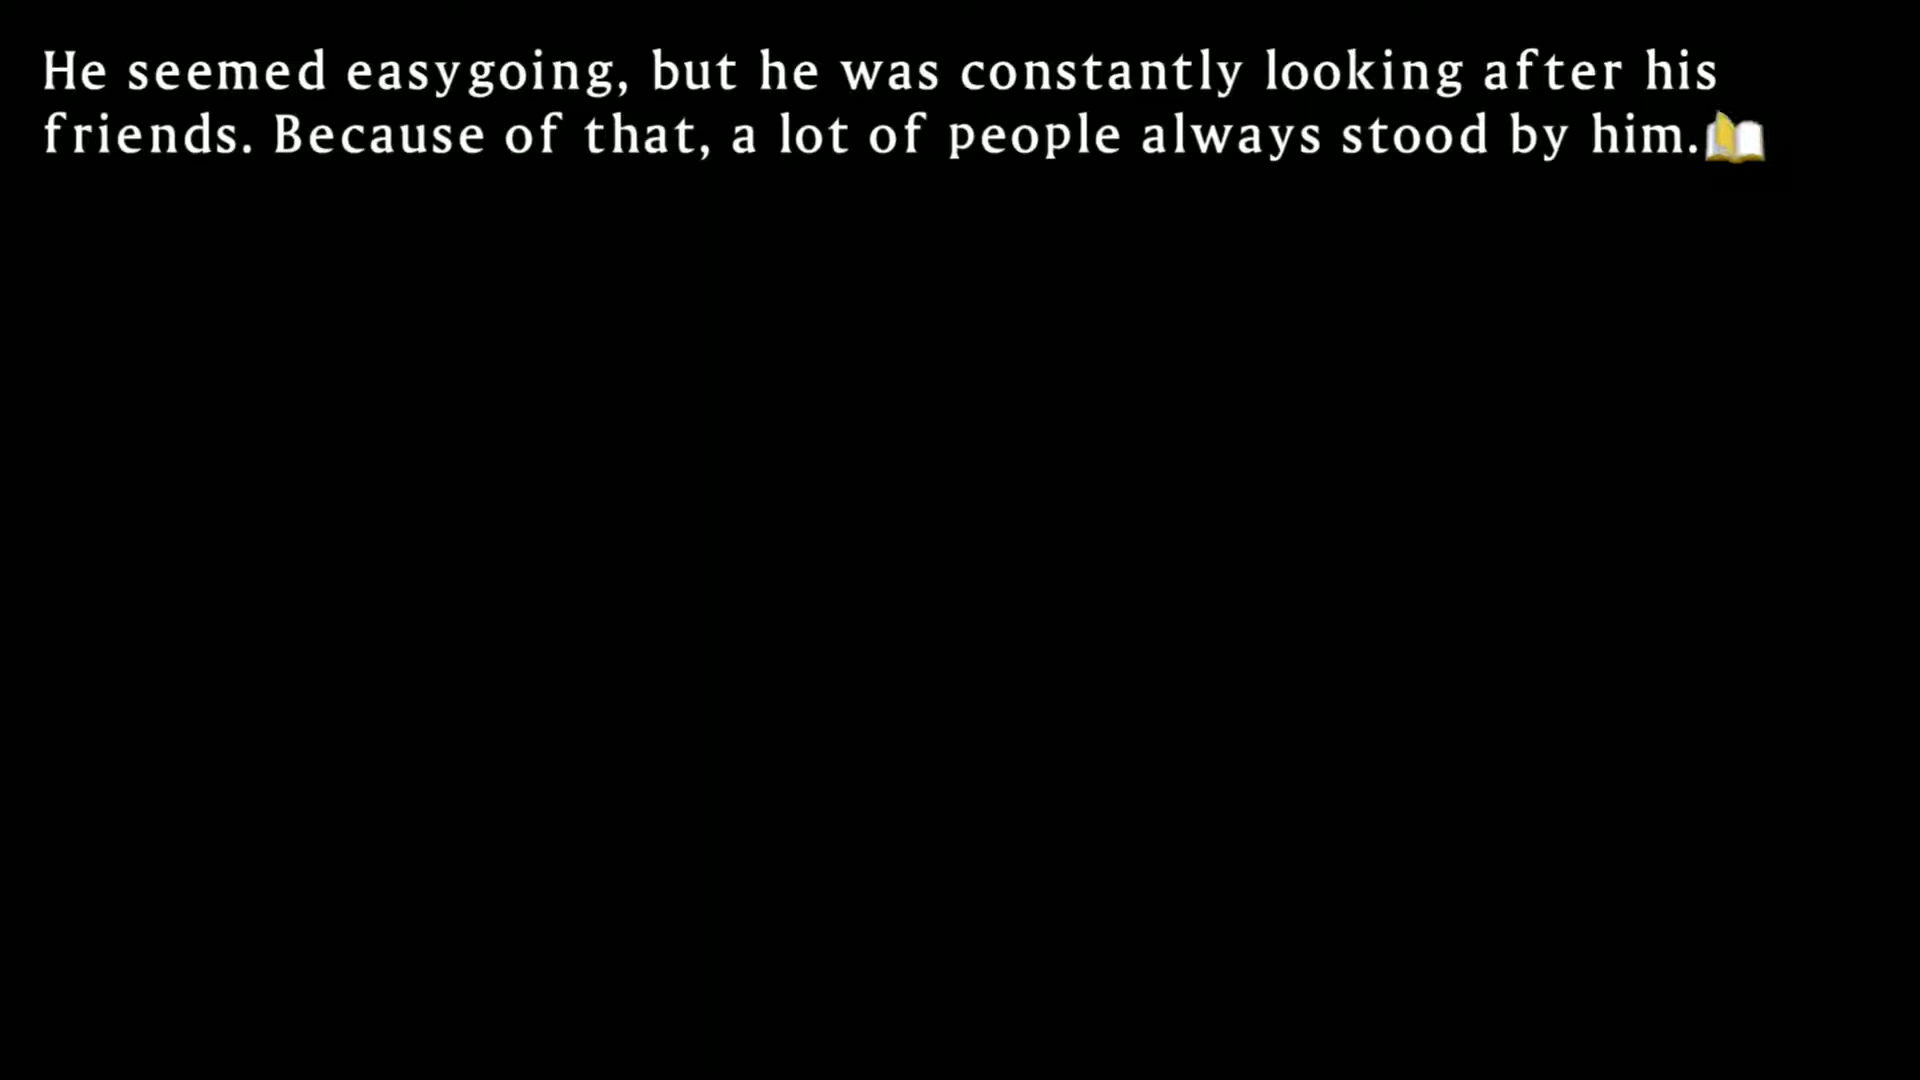 He seemed easygoing, but he was constantly looking after his
friends. Because of that, a lot of people always stood by him.